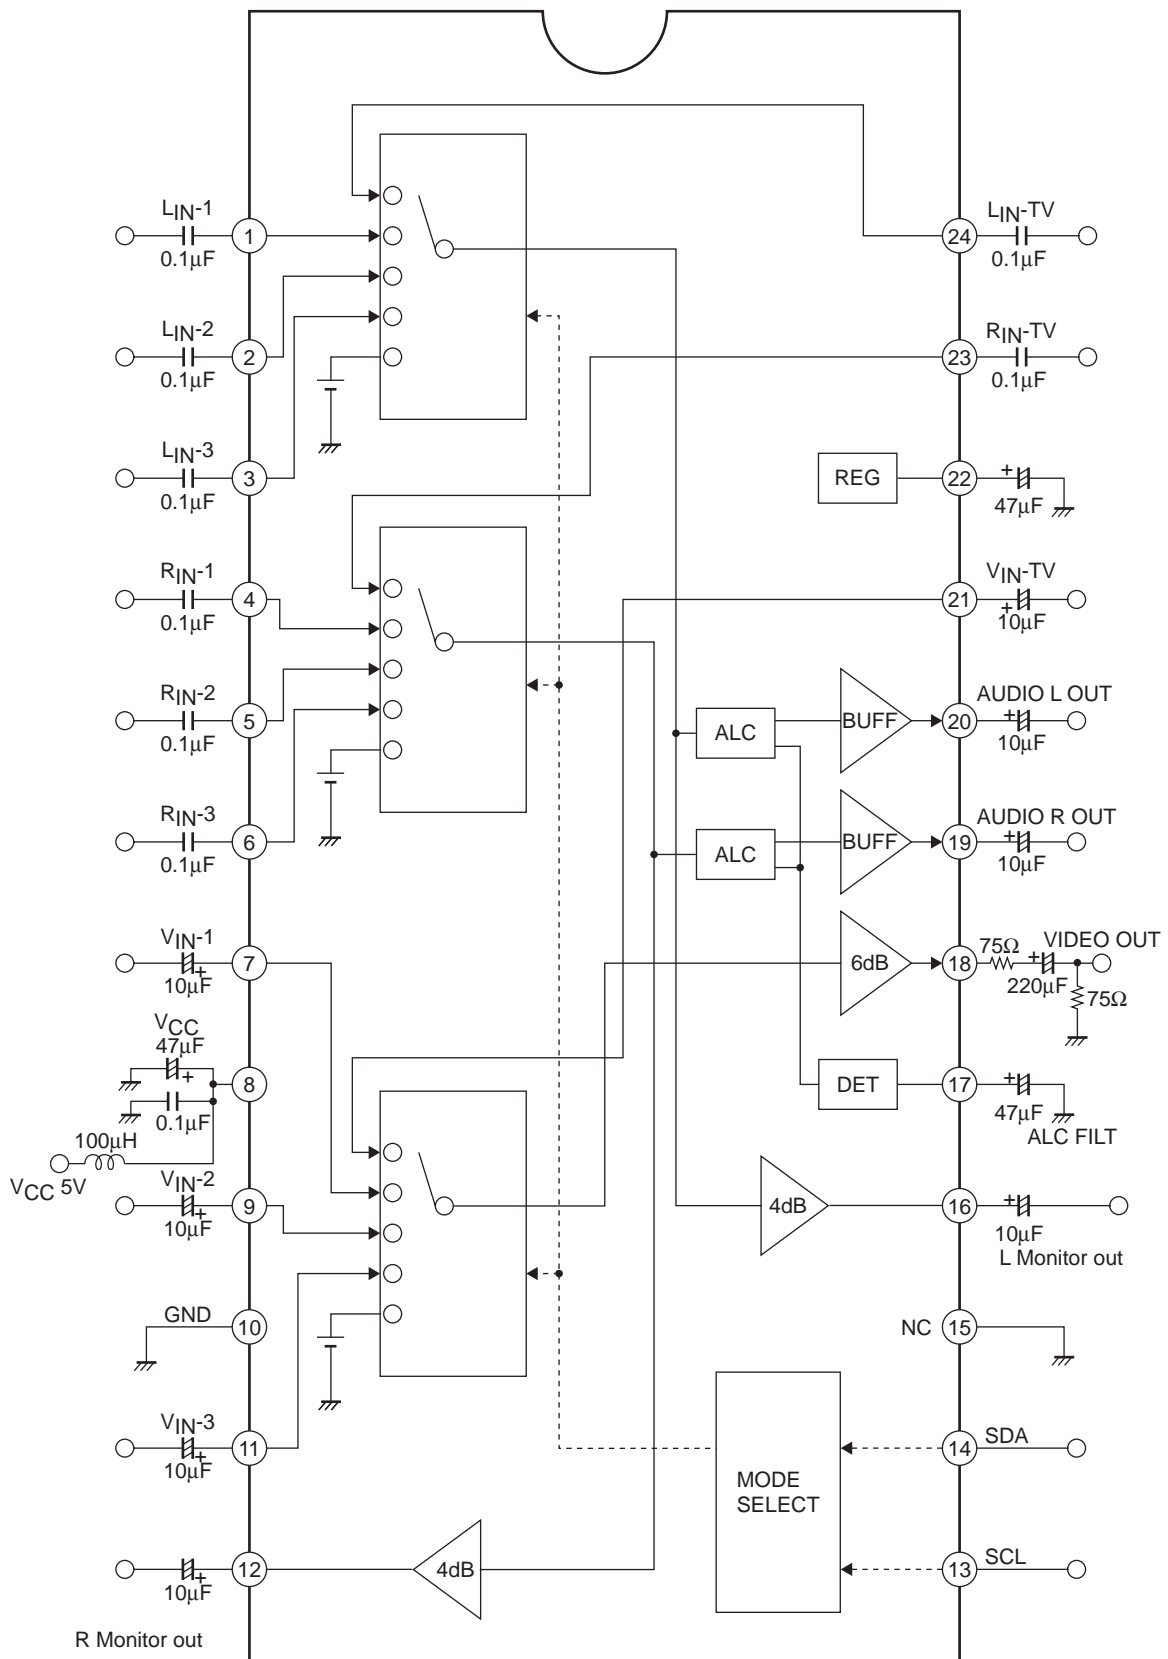 LIN-1
0.1µF
1
LIN-2
0.1µF
2
LIN-3
0.1µF
3
RIN-1
0.1µF
4
RIN-2
0.1µF
5
RIN-3
0.1µF
6
VIN-1
+
10µF
7
VCC
47µF
+
8
0.1µF
100µH
VCC 5V
VIN-2
+
10µF
9
GND
10
VIN-3
+
10µF
11
+
10µF
12
R Monitor out
4dB
24
LIN-TV
0.1µF
23
RIN-TV
0.1µF
REG
22
+
47µF
21
VIN-TV
+
10µF
ALC
BUFF
20
AUDIO L OUT
+
10µF
ALC
BUFF
19
AUDIO R OUT
+
10µF
6dB
18
75Ω
+
220µF
VIDEO OUT
75Ω
DET
17
+
47µF
ALC FILT
4dB
16
+
10µF
L Monitor out
NC
15
MODE
SELECT
14
SDA
13
SCL